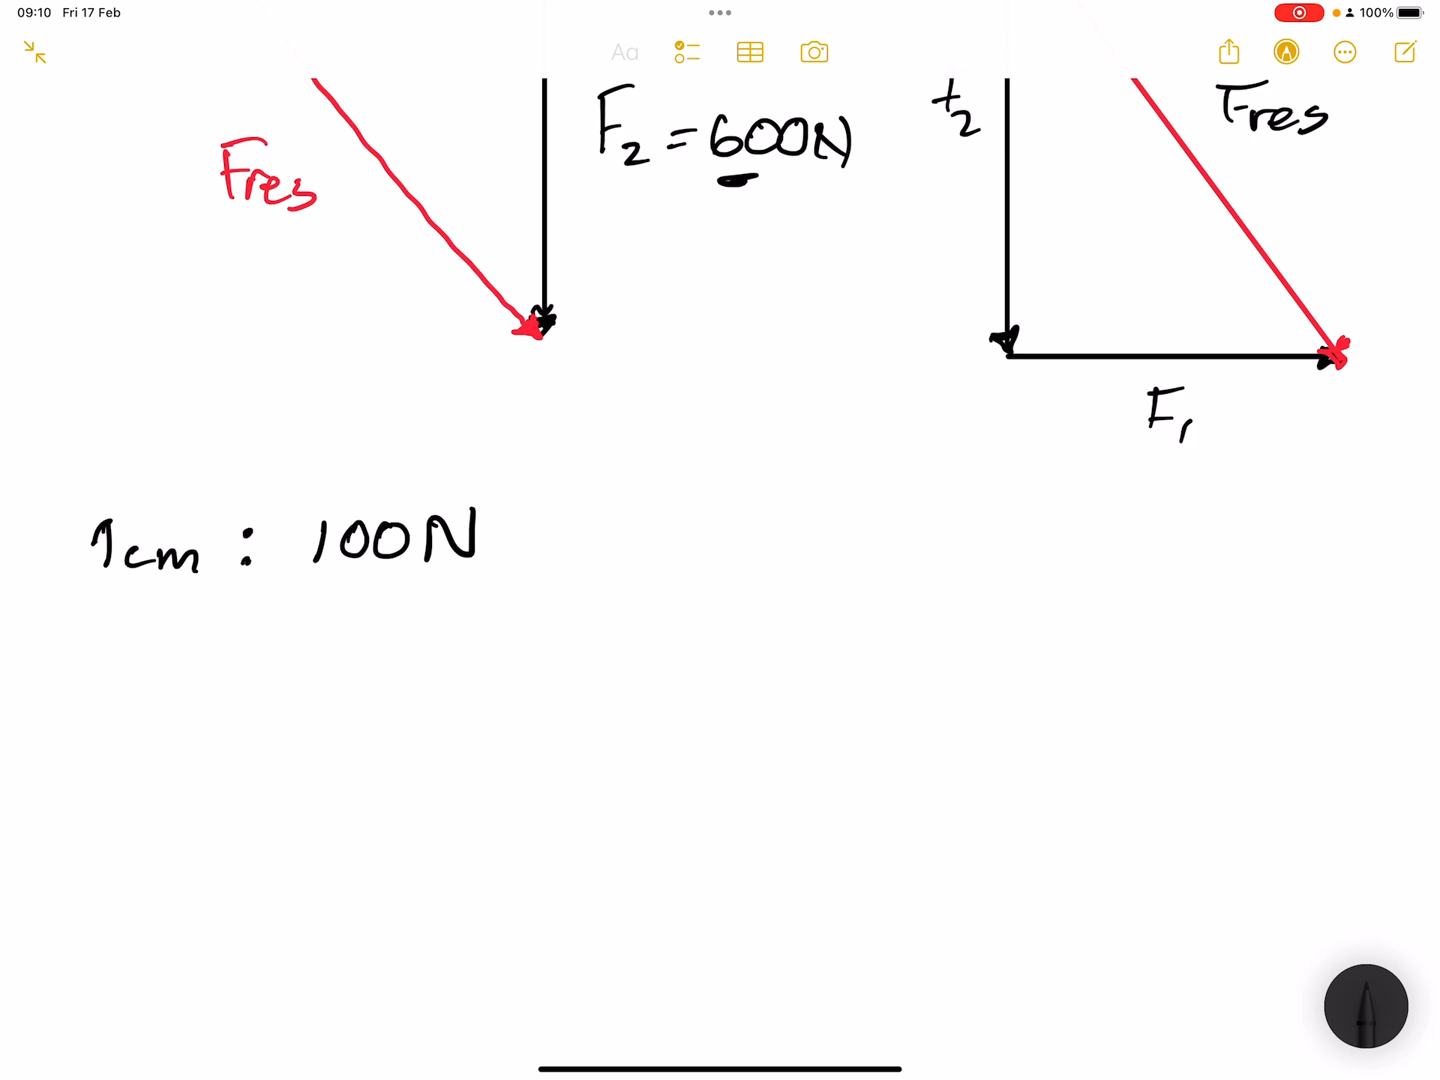 09:10 Fri 17 Feb
100%
Aa
F2 = 600N
F2
Fres
Fres
F1
1cm : 100N